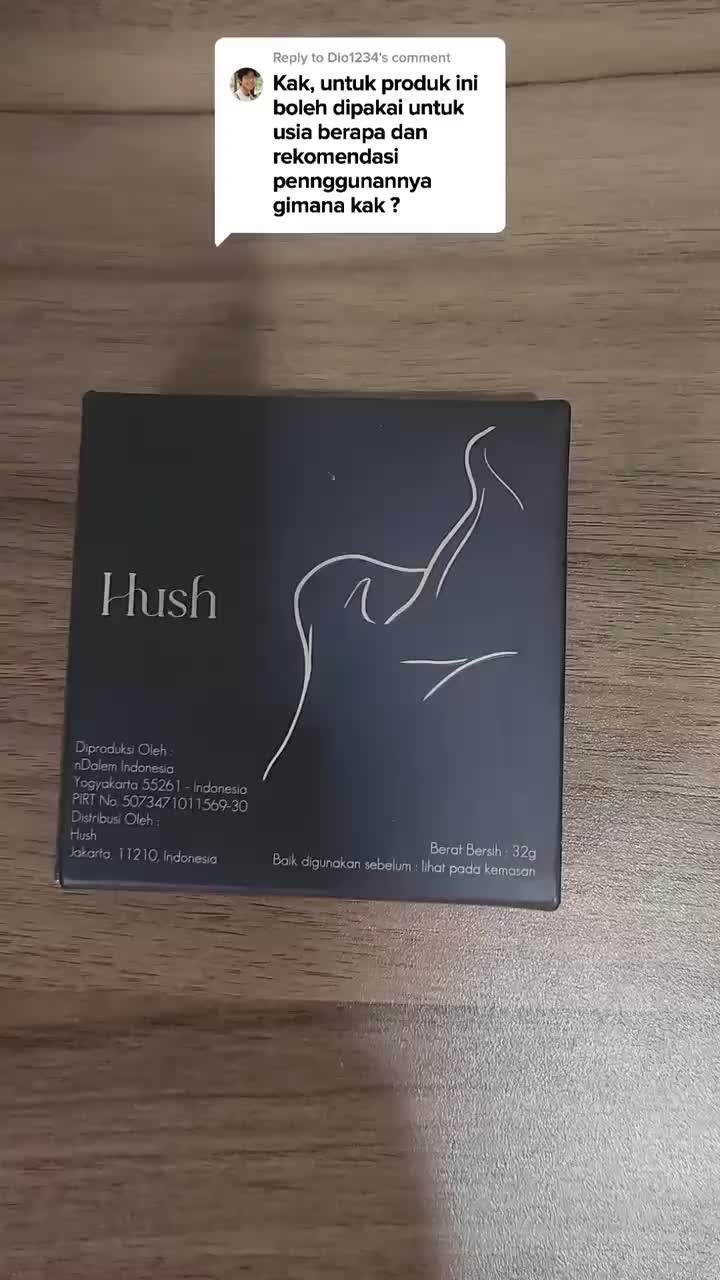 Reply to Dio1234's comment
Kak, untuk produk ini
boleh dipakai untuk
usia berapa dan
rekomendasi
pennggunannya
gimana kak ?
Hush
Diproduksi Oleh :
nDalem Indonesia
Yogyakarta 55261 - Indonesia
PIRT No. 5073471011569-30
Distribusi Oleh :
Hush
Jakarta, 11210, Indonesia
Berat Bersih : 32g
Baik digunakan sebelum : lihat pada kemasan